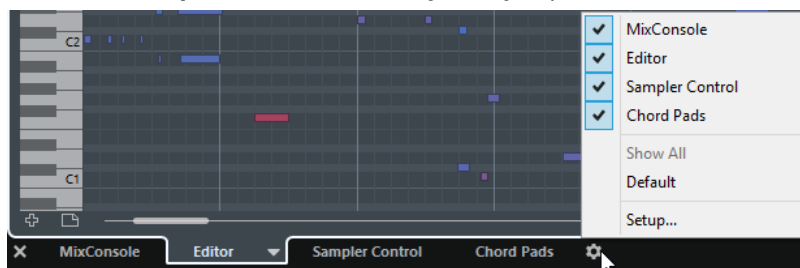 MixConsole
C2
Editor
Sampler Control
Chord Pads
Show All
C1
Default
Setup...
MixConsole Editor Sampler Control Chord Pads